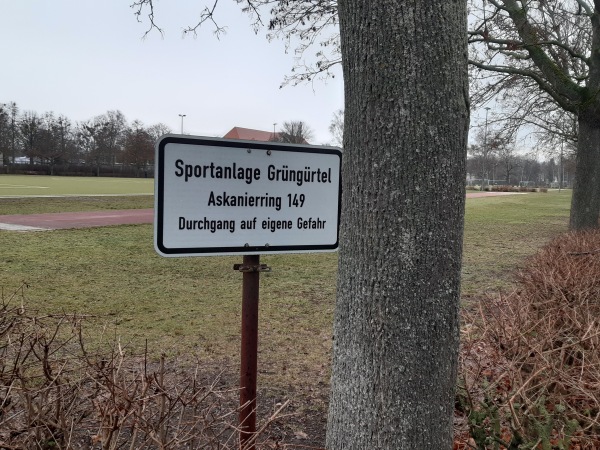 Sportanlage Grüngürtel
Askanierring 149
Durchgang auf eigene Gefahr